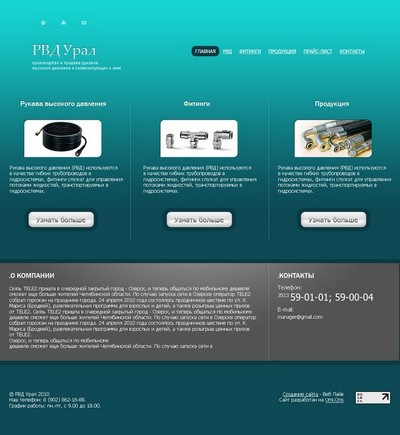 РВД Урал
производство и продажа рукавов
высокого давления и комплектующих к ним
ГЛАВНАЯ РВД ФИТИНГИ ПРОДУКЦИЯ ПРАЙС-ЛИСТ КОНТАКТЫ
Рукава высокого давления
Рукава высокого давления (РВД) используются
в качестве гибких трубопроводов в
гидросистемах, фитинги служат для управления
потоками жидкостей, транспортируемых в
гидросистемах.
Узнать больше
Фитинги
Рукава высокого давления (РВД) используются
в качестве гибких трубопроводов в
гидросистемах, фитинги служат для управления
потоками жидкостей, транспортируемых в
гидросистемах.
Узнать больше
Продукция
Рукава высокого давления (РВД) используются
в качестве гибких трубопроводов в
гидросистемах, фитинги служат для управления
потоками жидкостей, транспортируемых в
гидросистемах.
Узнать больше
.О КОМПАНИИ
Связь TELE2 пришла в очередной закрытый город - Озерск, и теперь общаться по мобильному дешевле
сможет еще больше жителей Челябинской области. По случаю запуска сети в Озерске оператор TELE2
собрал горожан на праздник города. 24 апреля 2010 года состоялось праздничное шествие по ул. К.
Маркса (Бродвей), развлекательная программа для взрослых и детей, а также розыгрыш ценных призов
от TELE2. Связь TELE2 пришла в очередной закрытый город - Озерск, и теперь общаться по мобильному
дешевле сможет еще больше жителей Челябинской области. По случаю запуска сети в Озерске оператор
TELE2 собрал горожан на праздник города. 24 апреля 2010 года состоялось праздничное шествие по ул. К.
Маркса (Бродвей), развлекательная программа для взрослых и детей, а также розыгрыш ценных призов
от TELE2.
Озерск, и теперь общаться по мобильному
дешевле сможет еще больше жителей Челябинской области. По случаю запуска сети в
КОНТАКТЫ
Телефон:
3513 59-01-01; 59-00-04
E-mail:
manager@gmail.com
© РВД Урал 2010
Наш телефон: 8 (902) 862-16-88.
График работы: пн.-пт, с 9.00 до 18.00.
Создание сайта - Веб Лайв
Сайт разработан на Umi.Cms